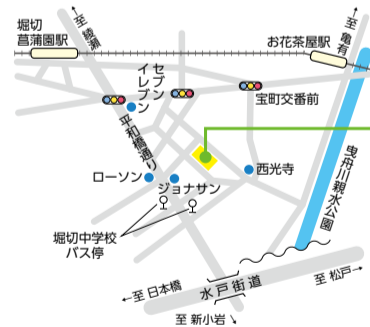 ←至 綾瀬
至 亀有→
堀切
菖蒲園駅
お花茶屋駅
セブン
イレブン
宝町交番前
平和橋通り
西光寺
ローソン
ジョナサン
曳舟川親水公園
堀切中学校
バス停
水戸街道
←至 日本橋
至 松戸→
至 新小岩↘